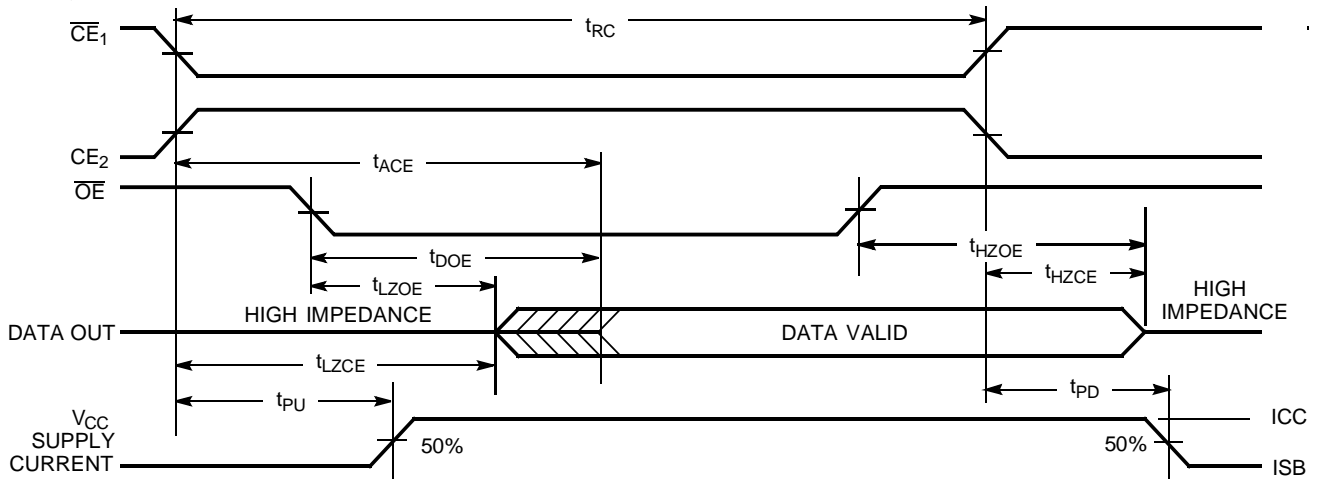 tRC
CE1
CE2
tACE
OE
tHZOE
tDOE
tHZCE
tLZOE
HIGH IMPEDANCE
HIGH
IMPEDANCE
DATA OUT
DATA VALID
tLZCE
tPU
tPD
VCC
SUPPLY
CURRENT
50%
50%
ICC
ISB